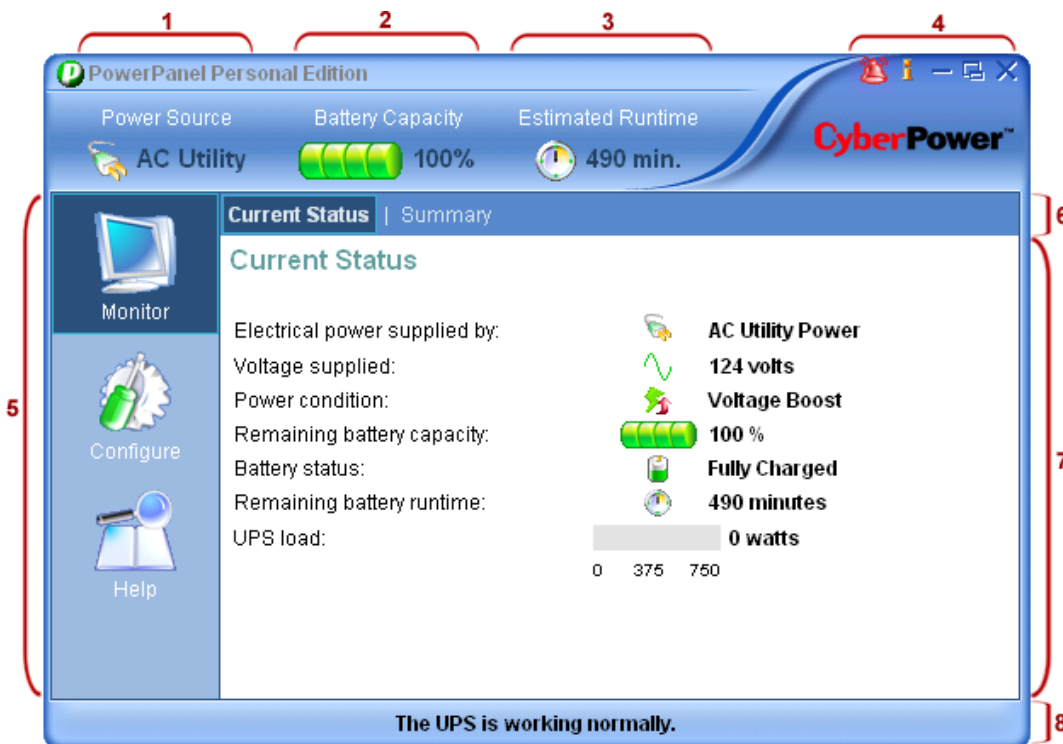 1 2 3 4
PowerPanel Personal Edition
Power Source Battery Capacity Estimated Runtime
AC Utility 100% 490 min.
CyberPower™
5
6
7
8
Current Status | Summary
Current Status
Monitor
Configure
Help
Electrical power supplied by: AC Utility Power
Voltage supplied: 124 volts
Power condition: Voltage Boost
Remaining battery capacity: 100 %
Battery status: Fully Charged
Remaining battery runtime: 490 minutes
UPS load: 0 watts
0 375 750
The UPS is working normally.